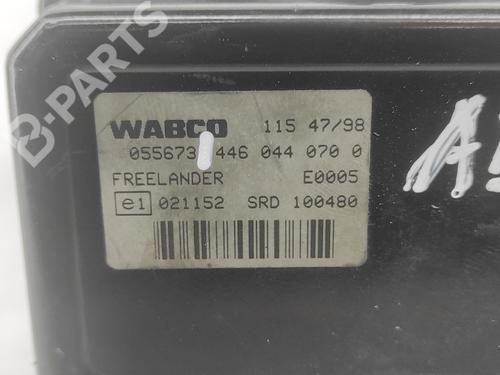 B-PARTS
WABCO 115 47/98
055673 446 044 070 0
FREELANDER E0005
e1 021152 SRD 100480